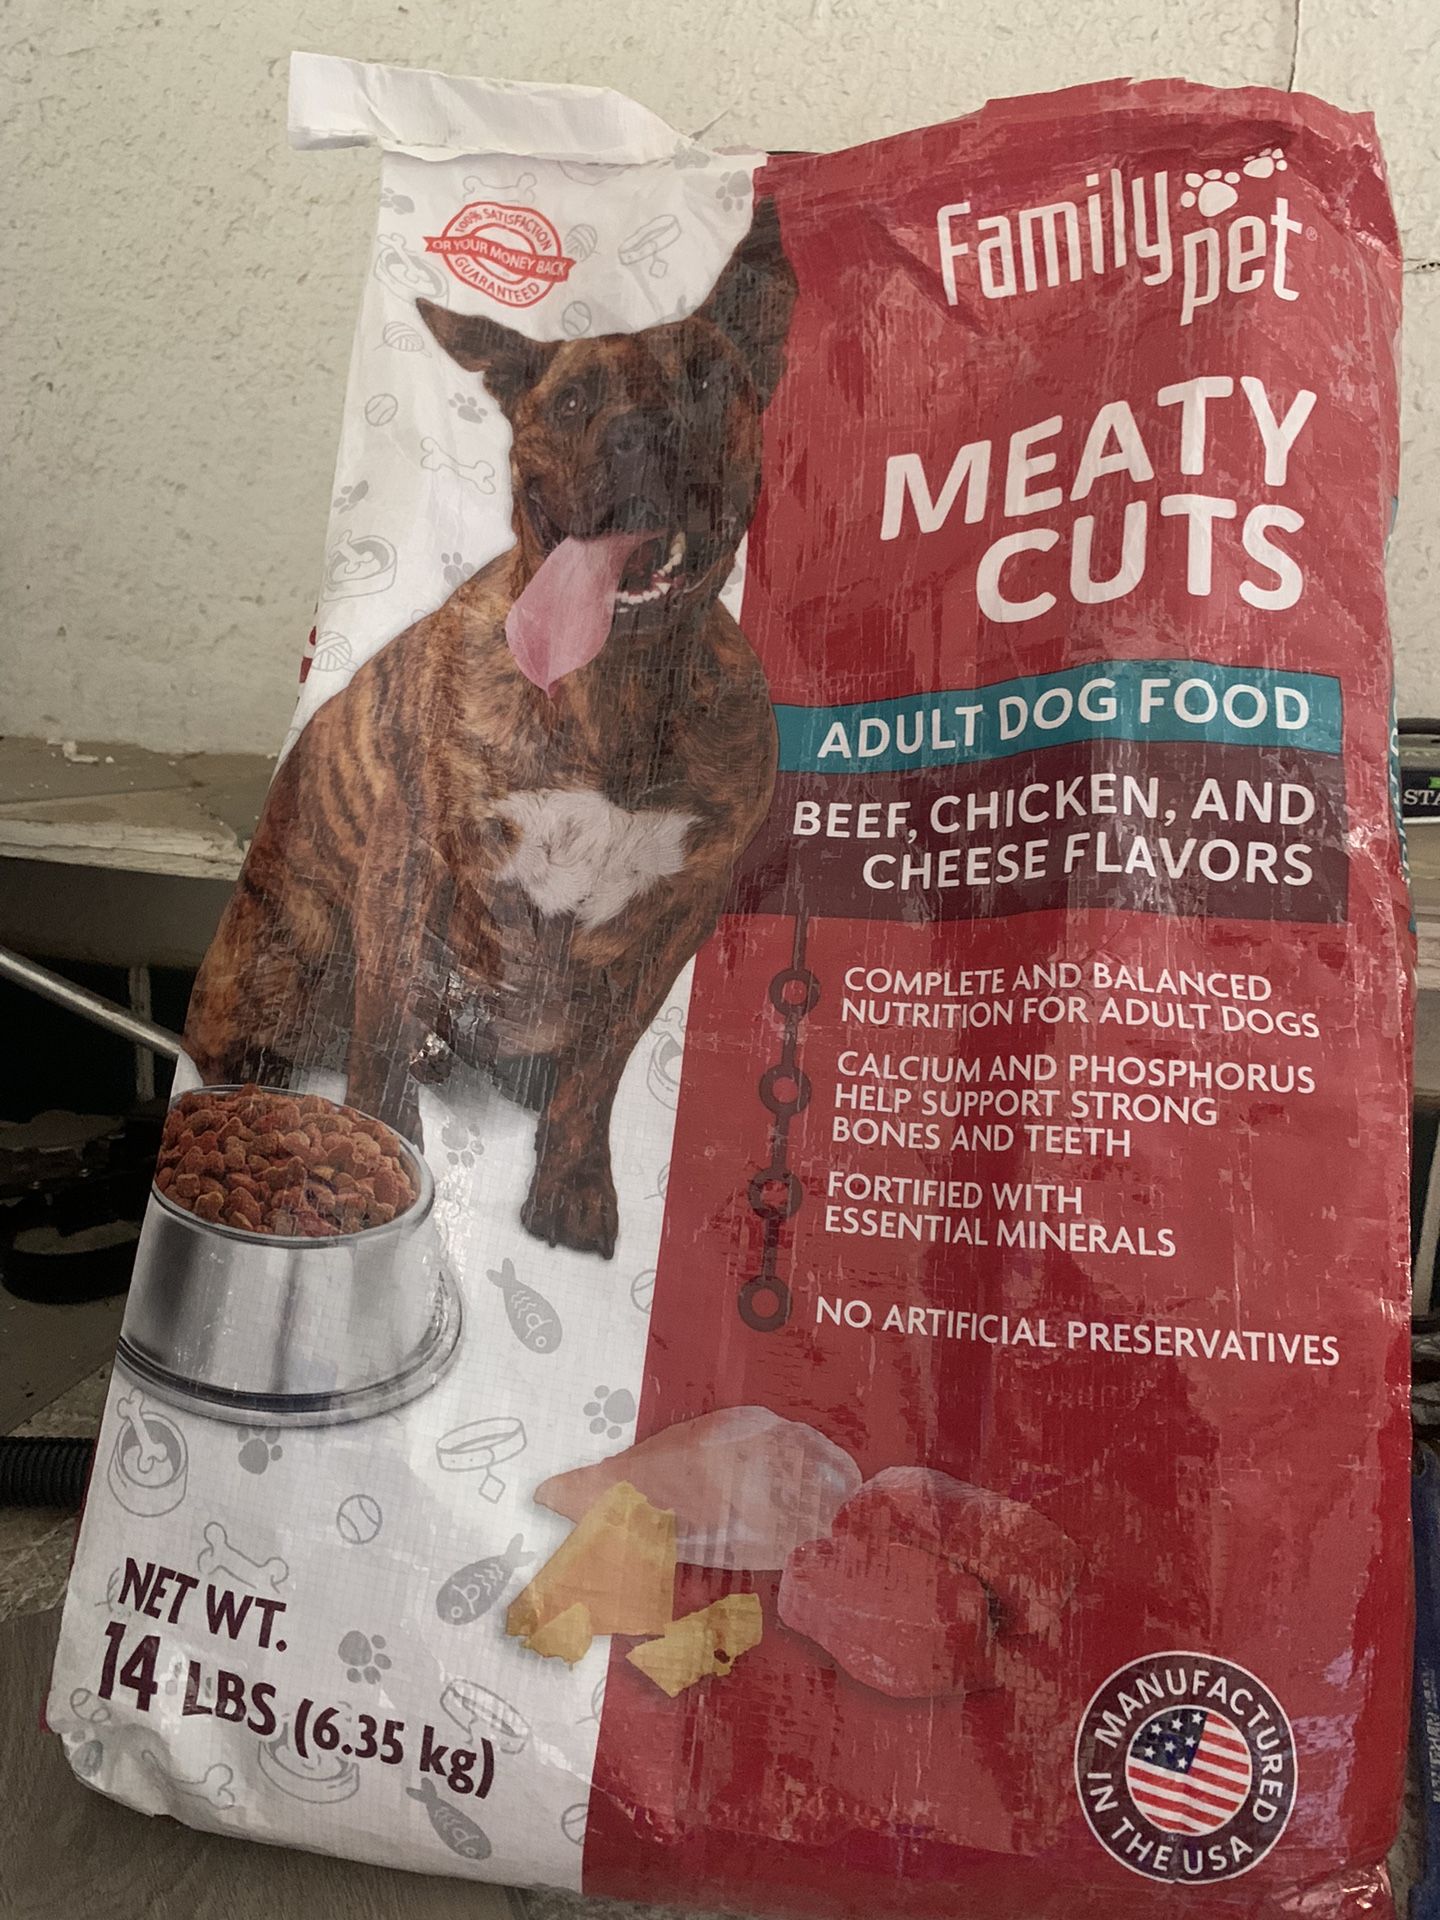 100% SATISFACTION
OR YOUR MONEY BACK
GUARANTEED
family
pet®
MEATY
CUTS
ADULT DOG FOOD
BEEF, CHICKEN, AND
CHEESE FLAVORS
COMPLETE AND BALANCED
NUTRITION FOR ADULT DOGS
CALCIUM AND PHOSPHORUS
HELP SUPPORT STRONG
BONES AND TEETH
FORTIFIED WITH
ESSENTIAL MINERALS
NO ARTIFICIAL PRESERVATIVES
NET WT.
14 LBS (6.35 kg)
MANUFACTURED
IN THE USA
STA